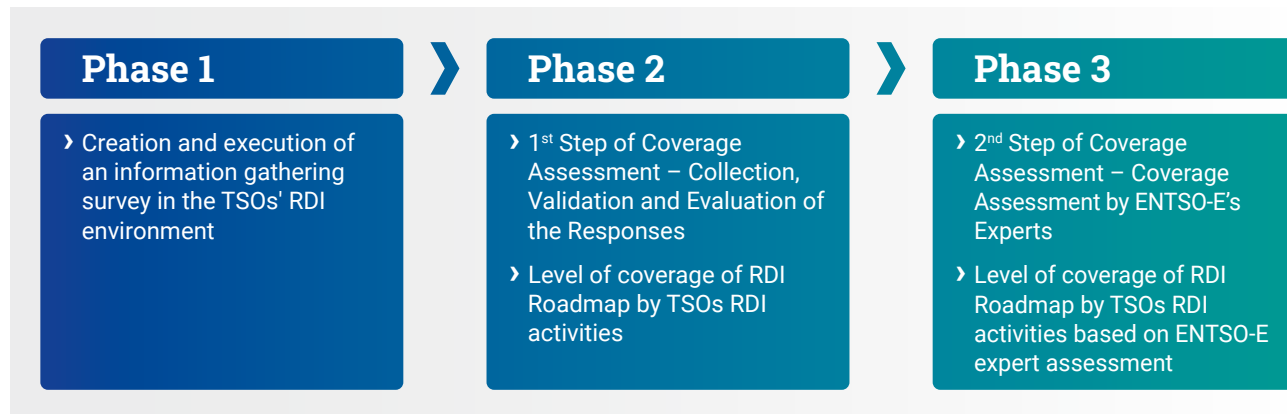 Phase 1
› Creation and execution of
an information gathering
survey in the TSOs' RDI
environment
Phase 2
› 1st Step of Coverage
Assessment – Collection,
Validation and Evaluation of
the Responses
› Level of coverage of RDI
Roadmap by TSOs RDI
activities
Phase 3
› 2nd Step of Coverage
Assessment – Coverage
Assessment by ENTSO-E’s
Experts
› Level of coverage of RDI
Roadmap by TSOs RDI
activities based on ENTSO-E
expert assessment